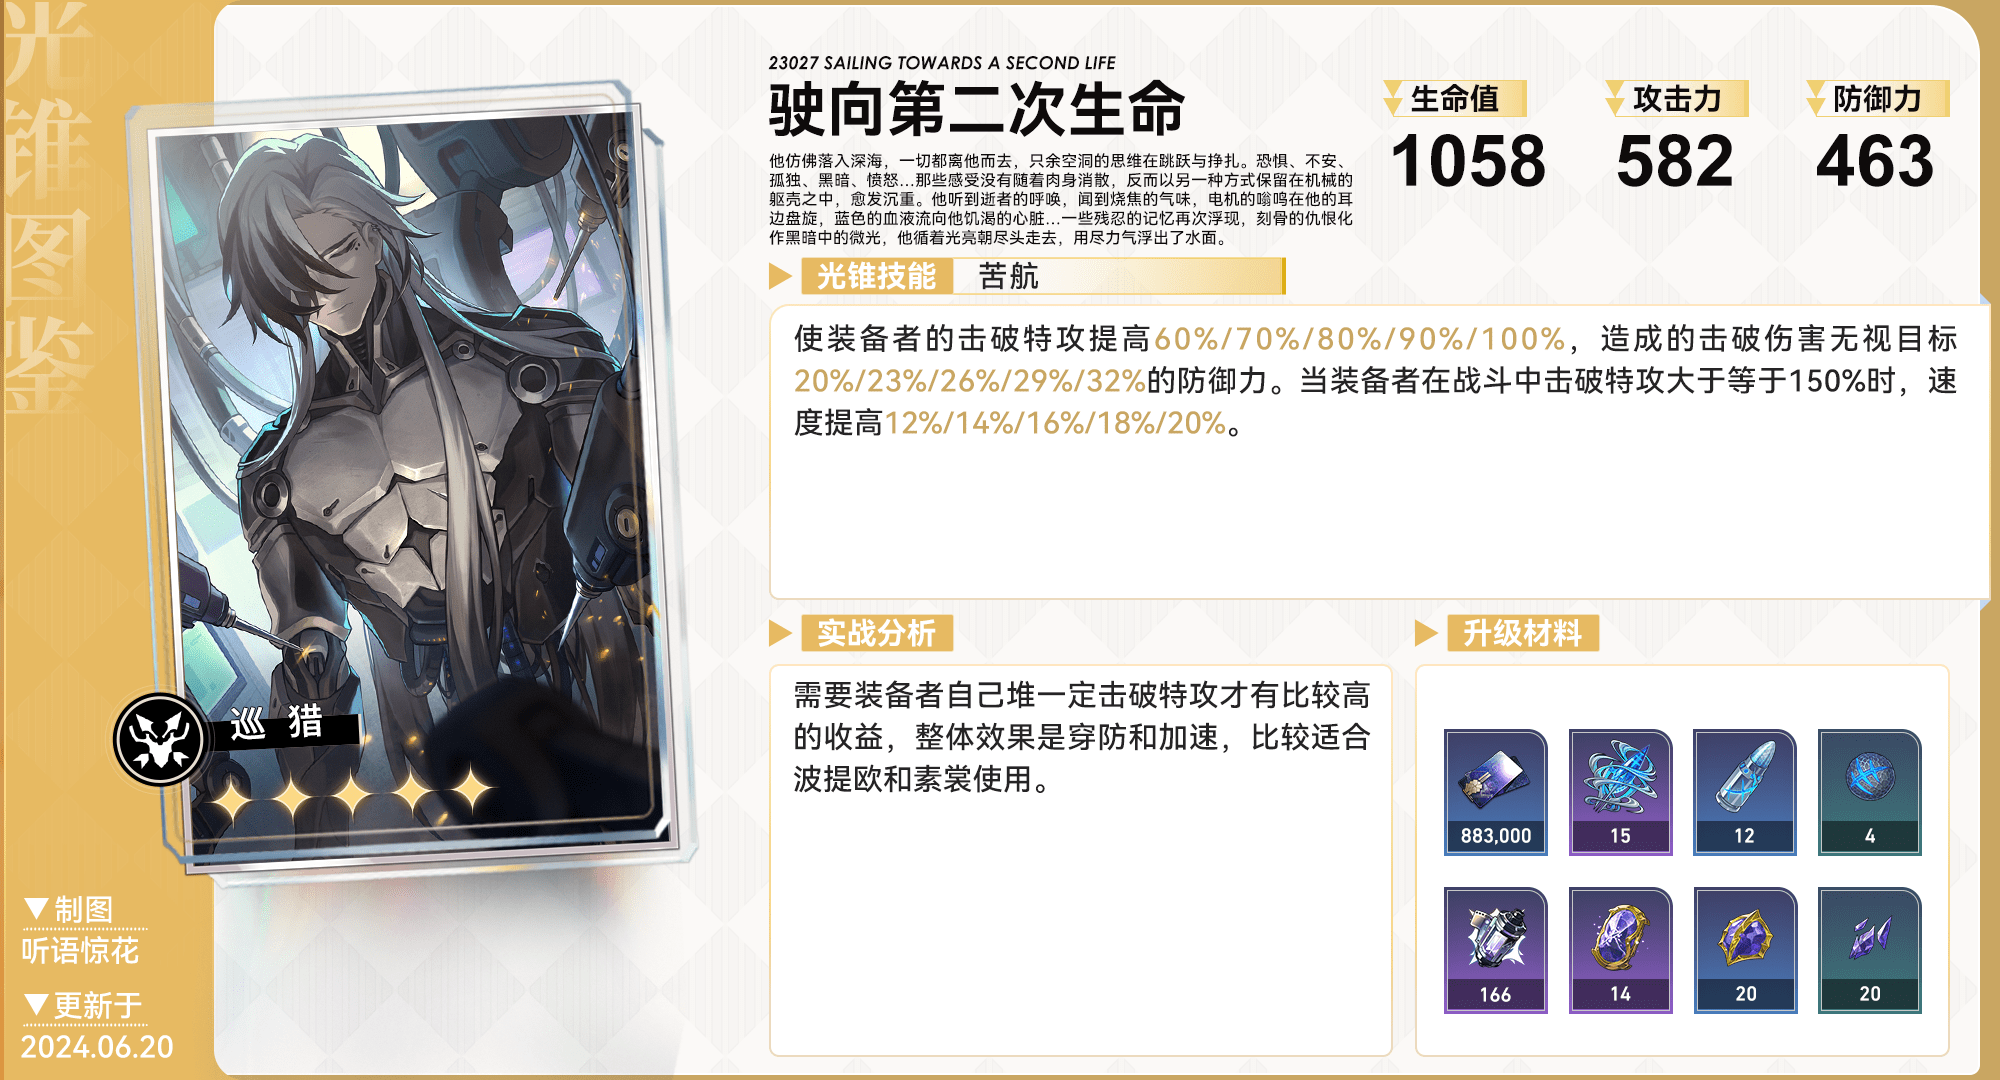 光锥图鉴
23027 SAILING TOWARDS A SECOND LIFE
驶向第二次生命
他仿佛落入深海，一切都离他而去，只余空洞的思维在跳跃与挣扎。恐惧、不安、
孤独、黑暗、愤怒...那些感受没有随着肉身消散，反而以另一种方式保留在机械的
躯壳之中，愈发沉重。他听到逝者的呼唤，闻到烧焦的气味，电机的嗡鸣在他的耳
边盘旋，蓝色的血液流向他饥渴的心脏...一些残忍的记忆再次浮现，刻骨的仇恨化
作黑暗中的微光，他循着光亮朝尽头走去，用尽力气浮出了水面。
生命值
1058
攻击力
582
防御力
463
光锥技能
苦航
使装备者的击破特攻提高60%/70%/80%/90%/100%，造成的击破伤害无视目标
20%/23%/26%/29%/32%的防御力。当装备者在战斗中击破特攻大于等于150%时，速
度提高12%/14%/16%/18%/20%。
巡猎
实战分析
需要装备者自己堆一定击破特攻才有比较高
的收益，整体效果是穿防和加速，比较适合
波提欧和素裳使用。
升级材料
883,000
15
12
4
166
14
20
20
制图
听语惊花
更新于
2024.06.20